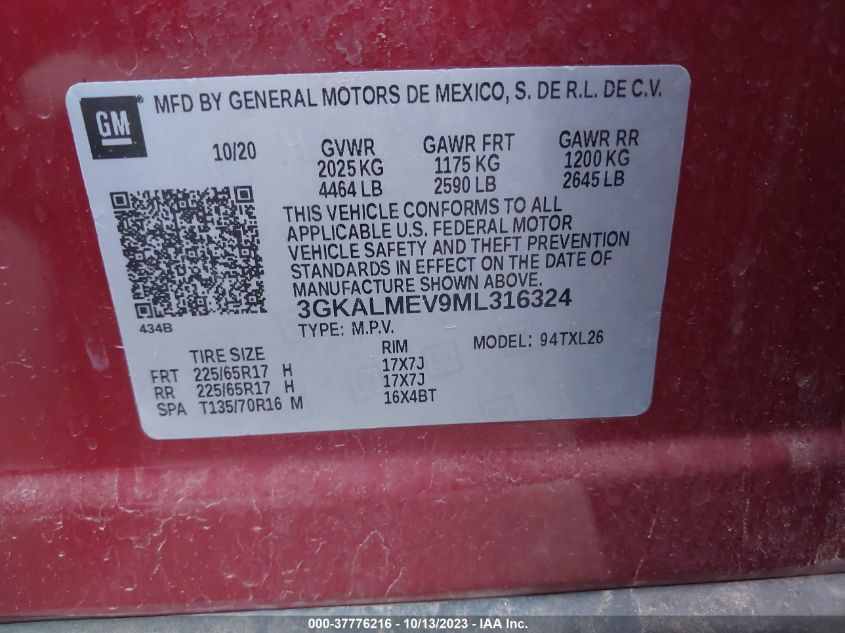 GM
MFD BY GENERAL MOTORS DE MEXICO, S. DE R.L. DE C.V.
10/20 GVWR GAWR FRT GAWR RR
2025 KG 1175 KG 1200 KG
4464 LB 2590 LB 2645 LB
THIS VEHICLE CONFORMS TO ALL
APPLICABLE U.S. FEDERAL MOTOR
VEHICLE SAFETY AND THEFT PREVENTION
STANDARDS IN EFFECT ON THE DATE OF
MANUFACTURE SHOWN ABOVE.
3GKALMEV9ML316324
434B
TYPE: M.P.V. MODEL: 94TXL26
TIRE SIZE RIM
FRT 225/65R17 H 17X7J
RR 225/65R17 H 17X7J
SPA T135/70R16 M 16X4BT
000-37776216 - 10/13/2023 - IAA Inc.